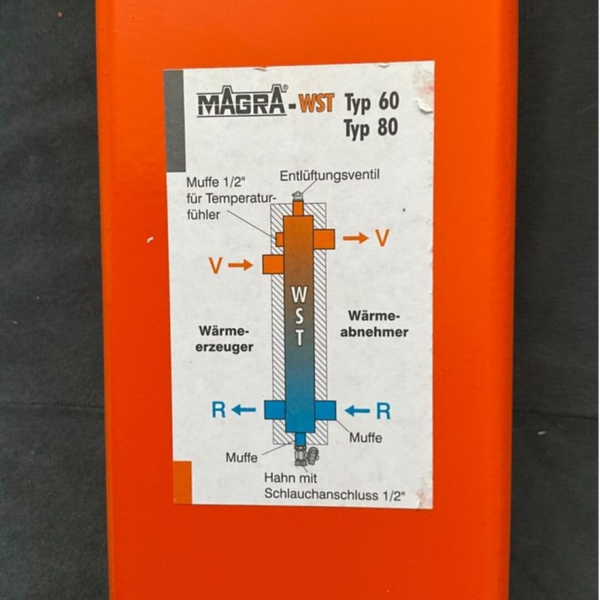 MAGRA®-WST Typ 60
Typ 80
Entlüftungsventil
Muffe 1/2"
für Temperatur-
fühler
V
V
WST
Wärme-
erzeuger
Wärme-
abnehmer
R
R
Muffe
Muffe
Hahn mit
Schlauchanschluss 1/2"